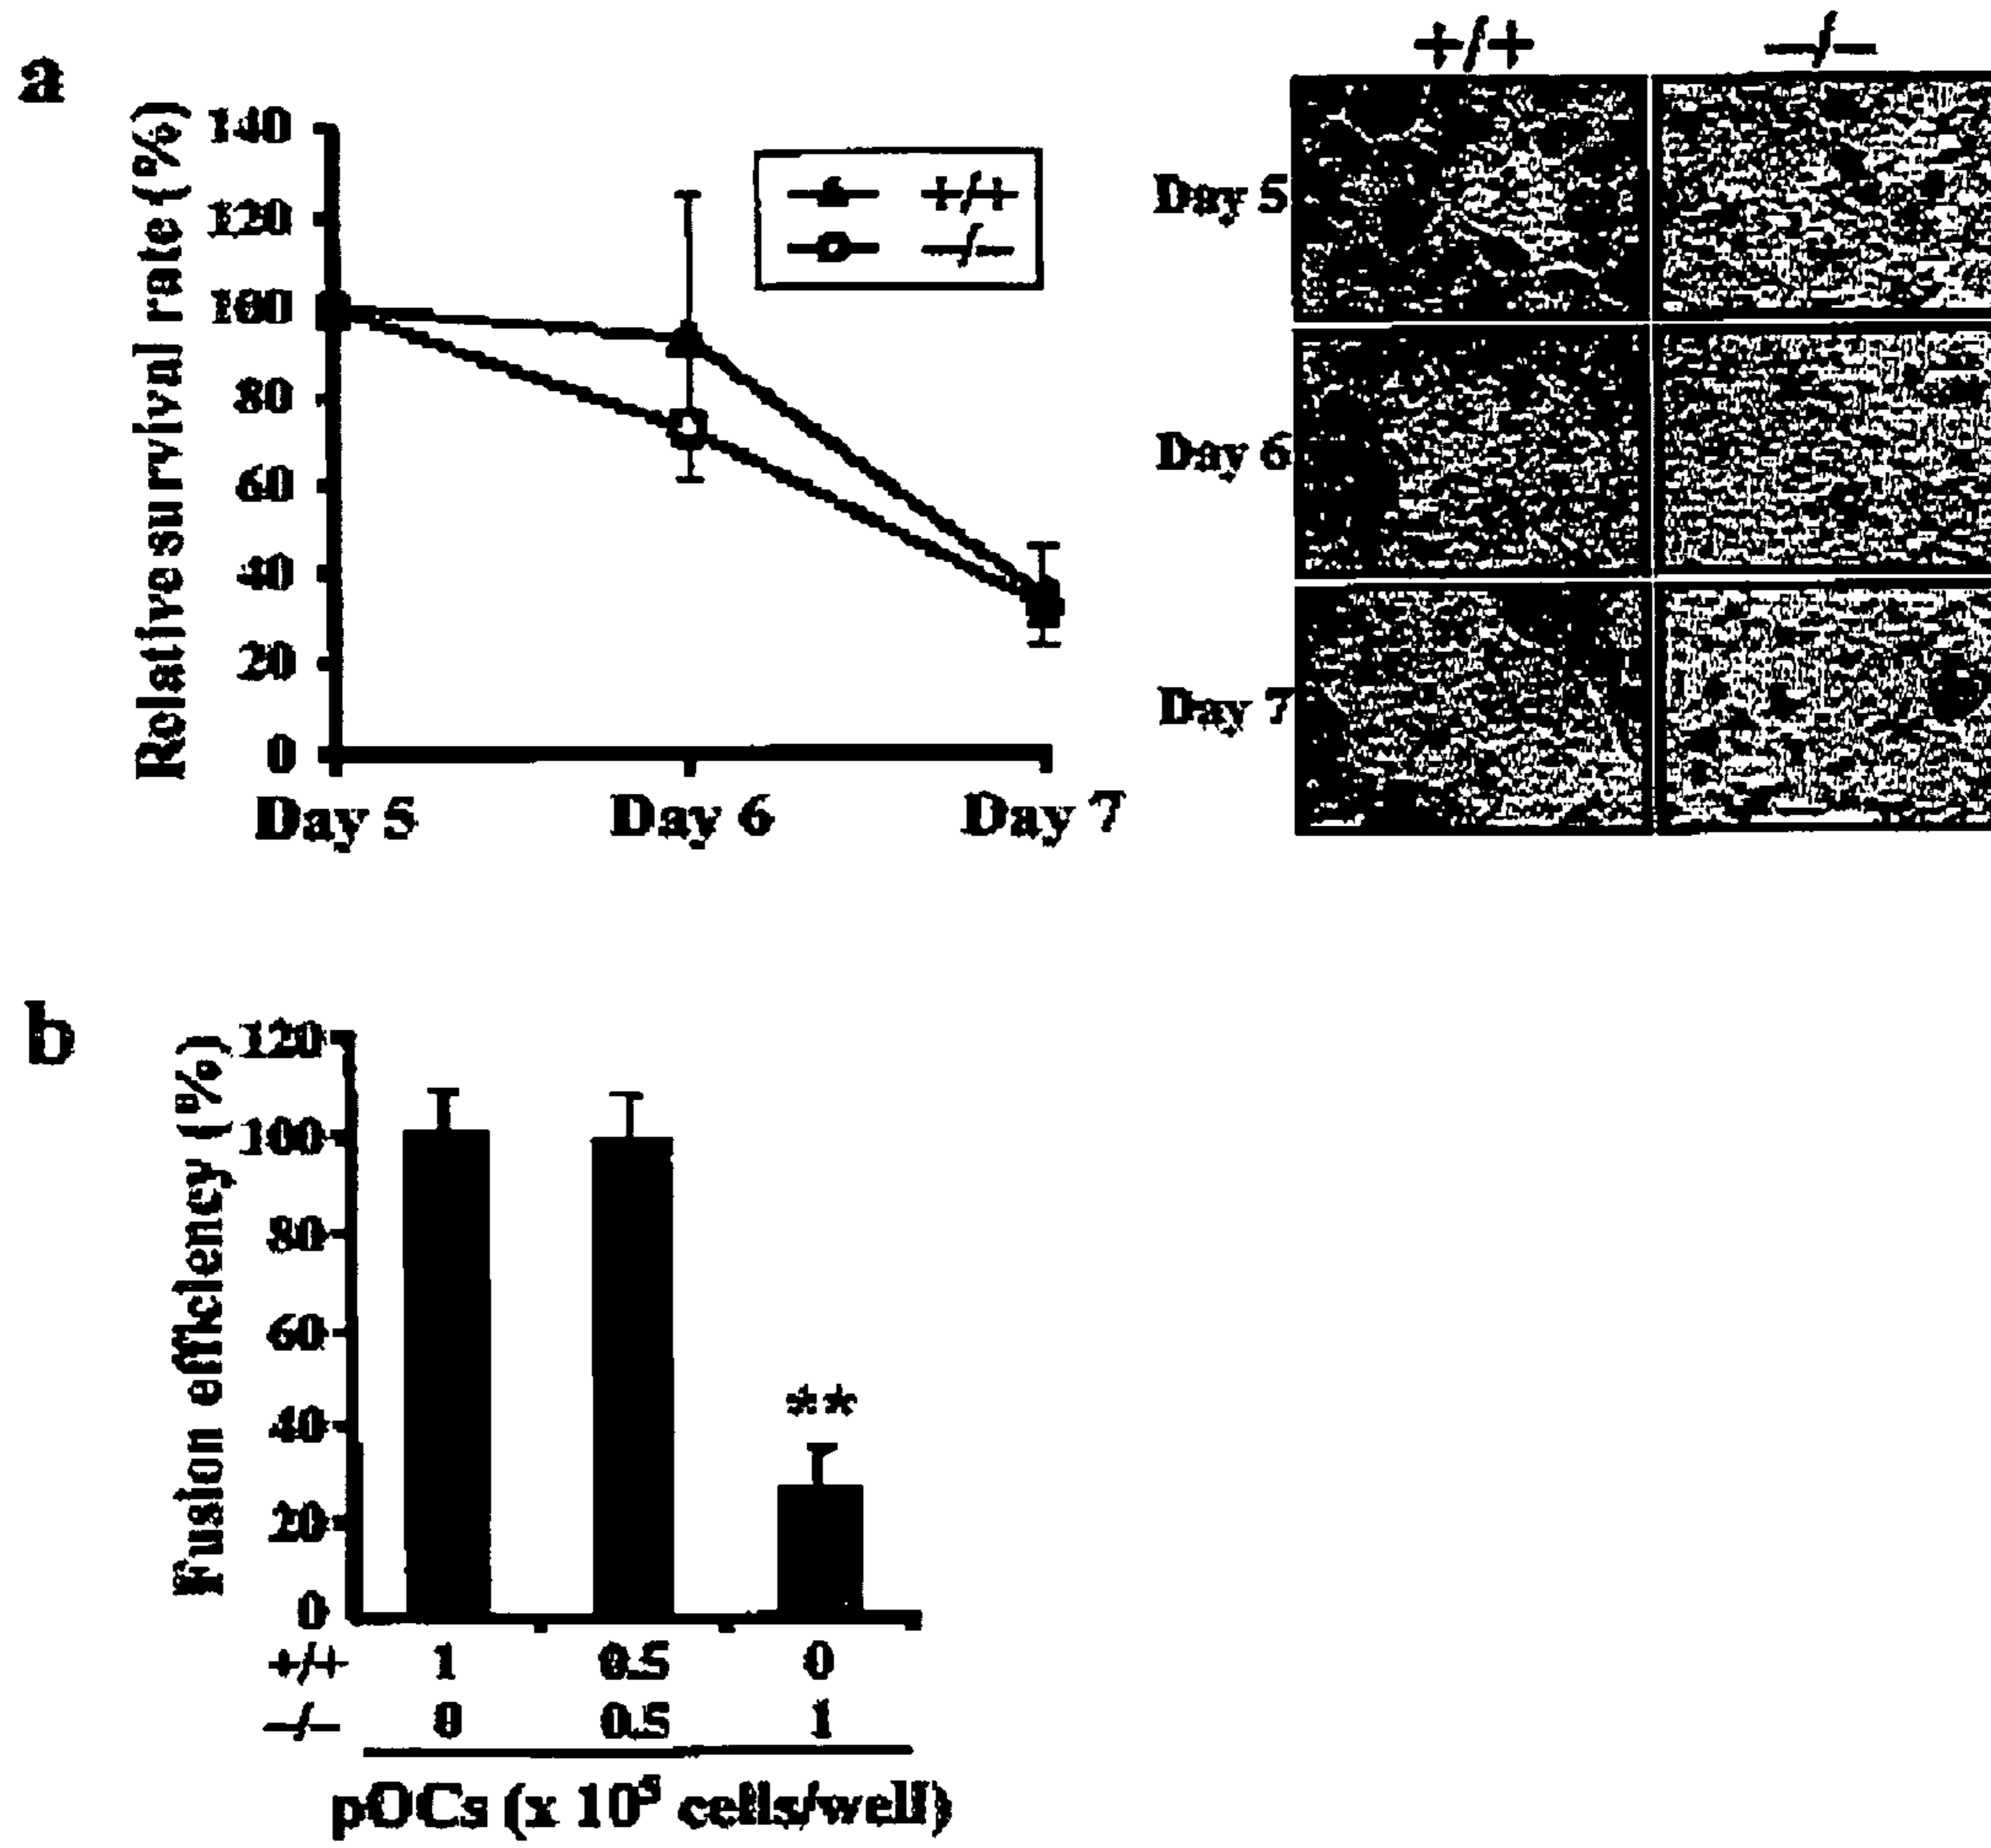 a
Relative survival rate (%)
140
120
100
80
60
40
20
0
Day 5
Day 6
Day 7
+/+
−/−
+/+
−/−
Day 5
Day 6
Day 7
b
Fusion efficiency (%)
120
100
80
60
40
20
0
**
+/+ 1 0.5 0
−/− 0 0.5 1
pOCs (x 10⁵ cells/well)